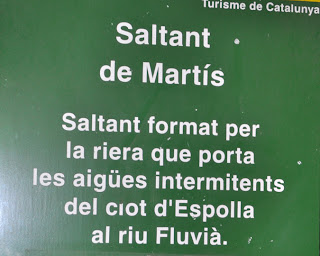 Turisme de Catalunya
Saltant
de Martís
Saltant format per
la riera que porta
les aigües intermitents
del cıot d'Espolla
al riu Fluvià.